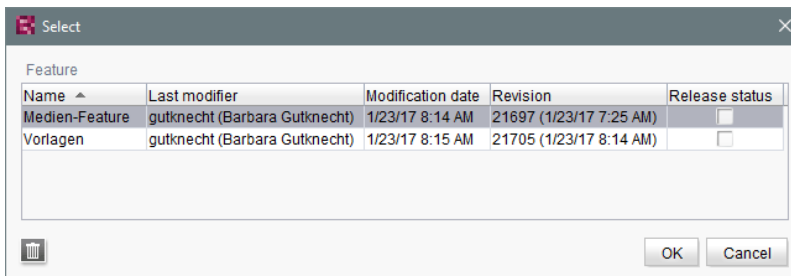 Select
Feature
Name Last modifier Modification date Revision Release status
Medien-Feature gutknecht (Barbara Gutknecht) 1/23/17 8:14 AM 21697 (1/23/17 7:25 AM)
Vorlagen gutknecht (Barbara Gutknecht) 1/23/17 8:15 AM 21705 (1/23/17 8:14 AM)
OK Cancel